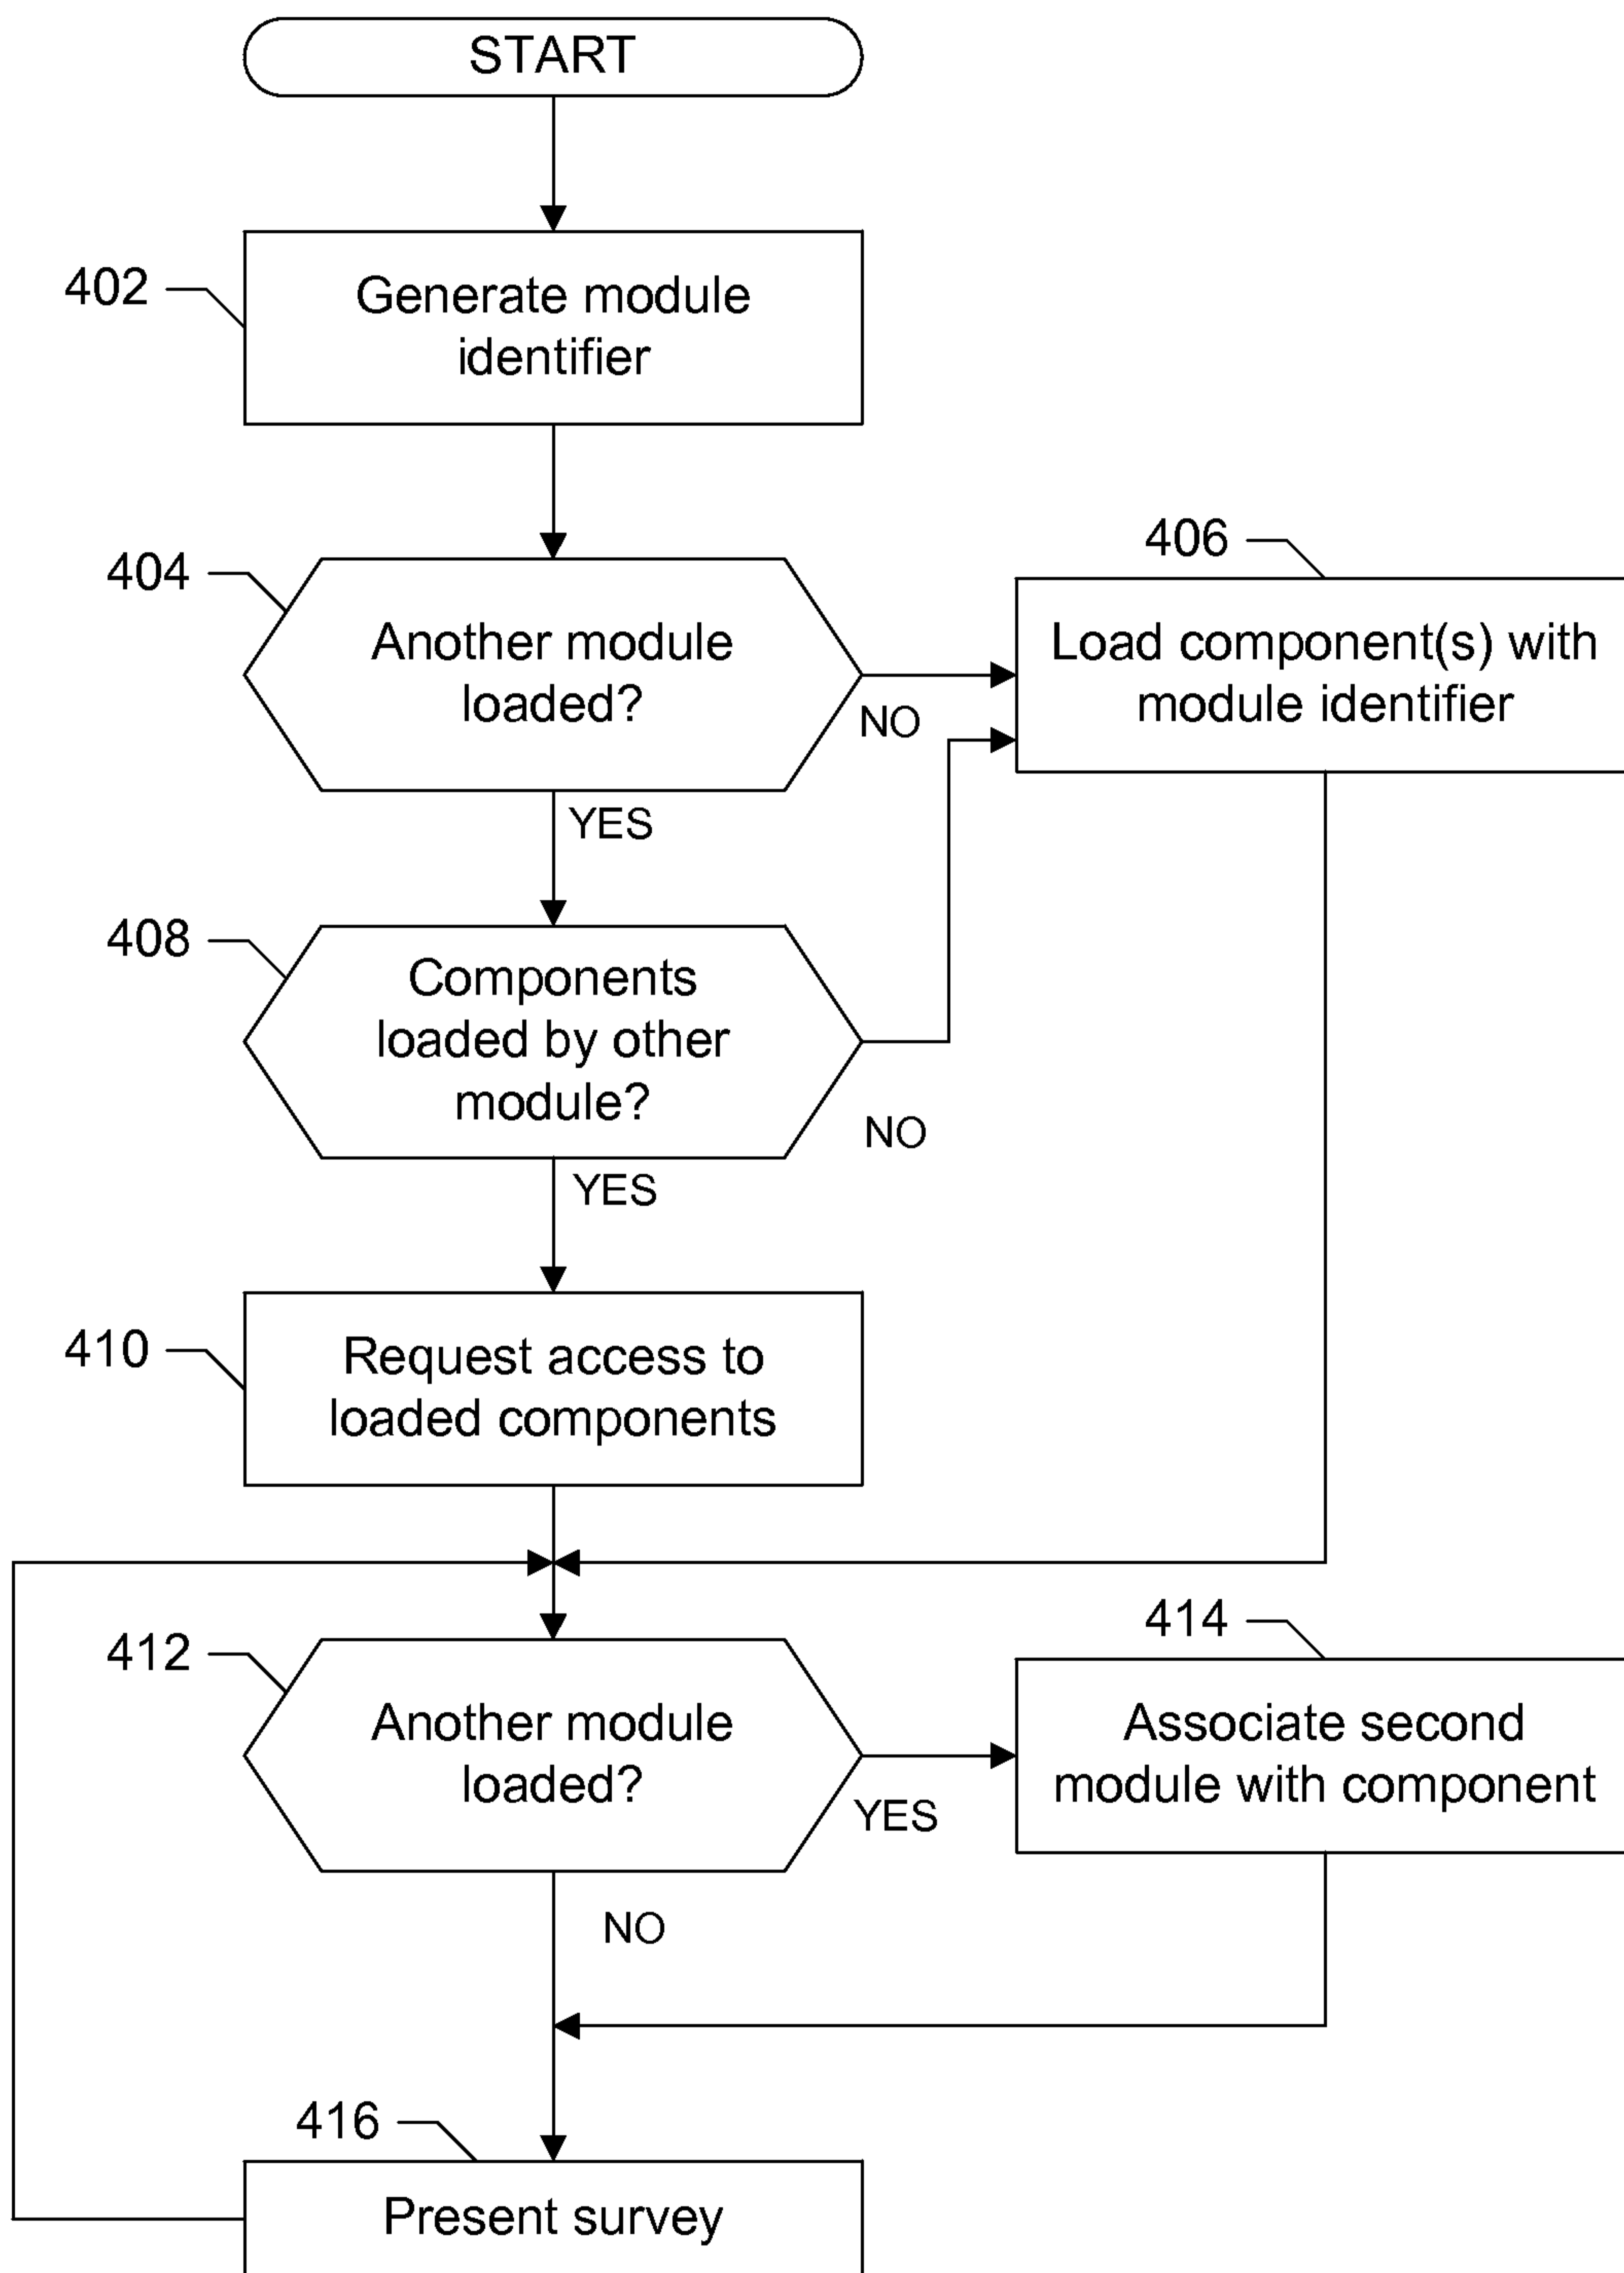 START
402
Generate module
identifier
404
Another module
loaded?
NO
YES
406
Load component(s) with
module identifier
408
Components
loaded by other
module?
NO
YES
410
Request access to
loaded components
412
Another module
loaded?
YES
NO
414
Associate second
module with component
416
Present survey